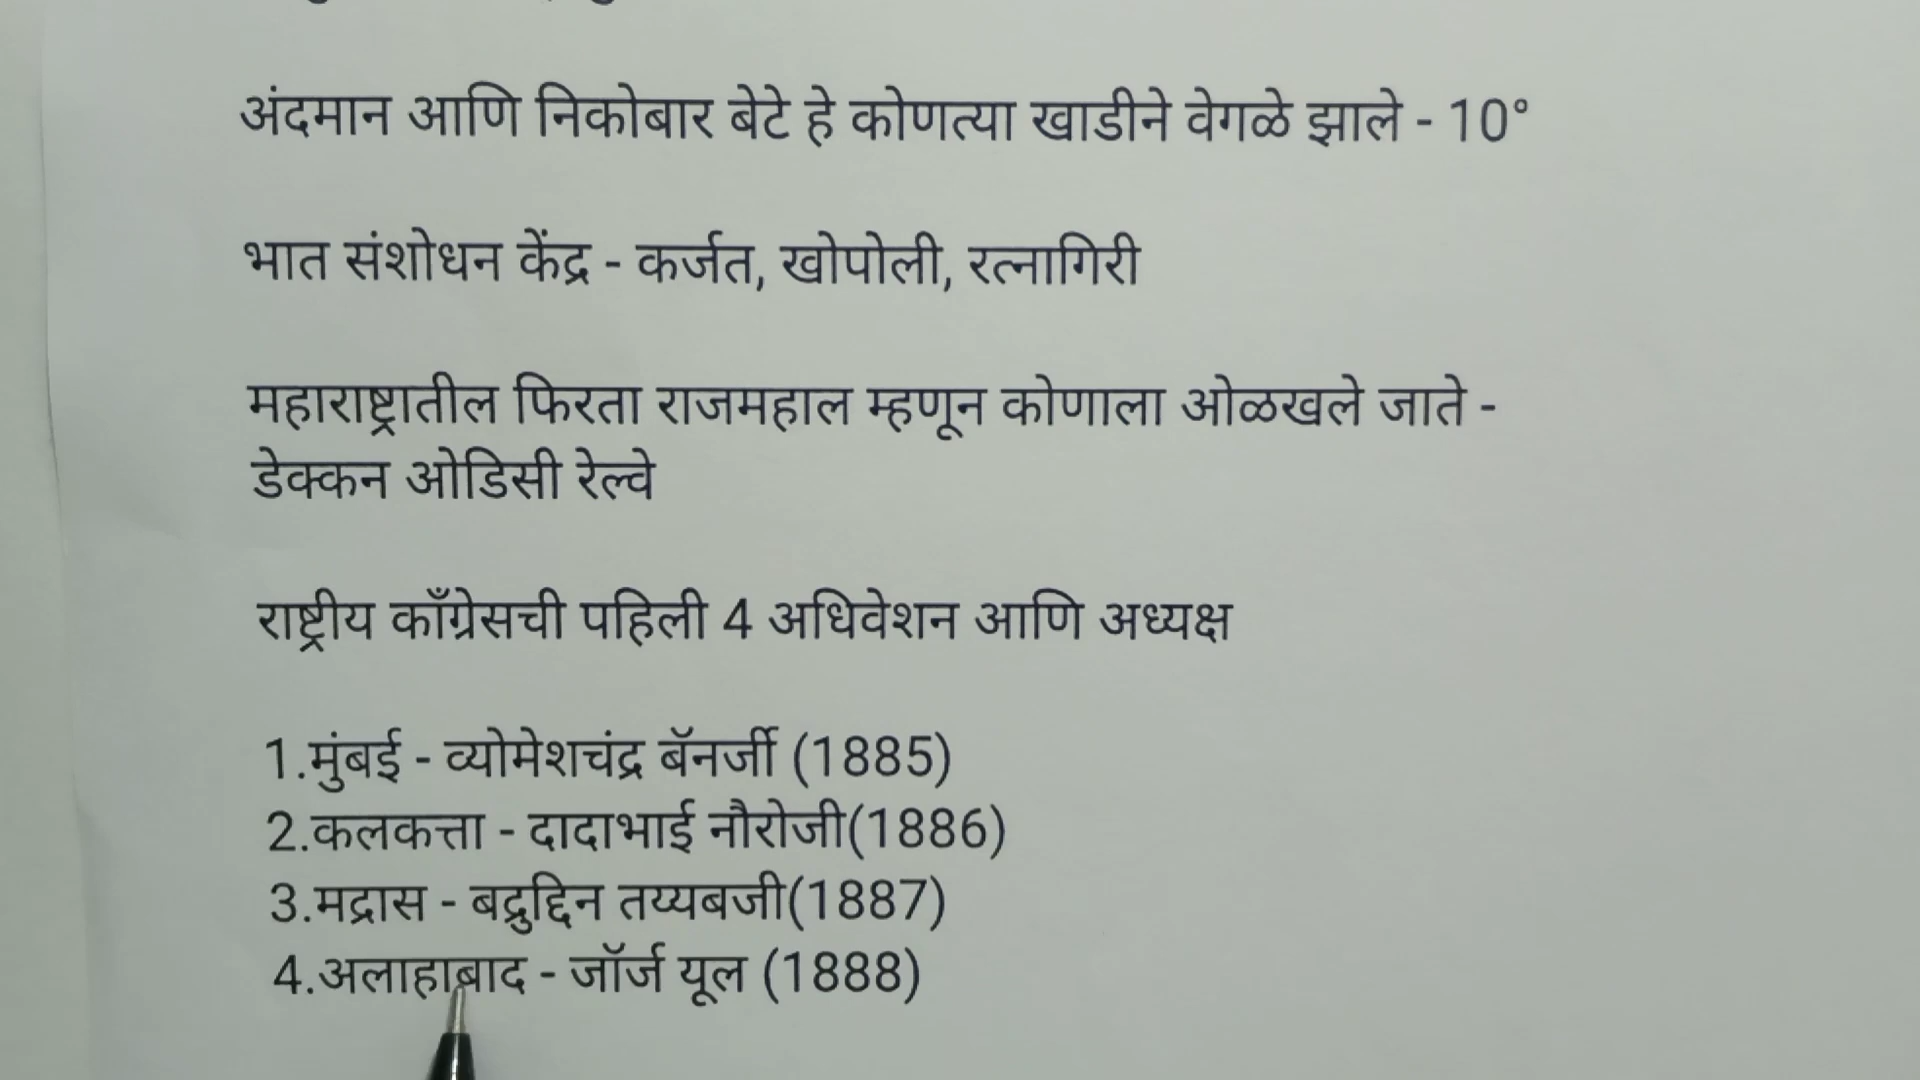 अंदमान आणि निकोबार बेटे हे कोणत्या खाडीने वेगळे झाले - 10°
भात संशोधन केंद्र - कर्जत, खोपोली, रत्नागिरी
महाराष्ट्रातील फिरता राजमहाल म्हणून कोणाला ओळखले जाते -
डेक्कन ओडिसी रेल्वे
राष्ट्रीय काँग्रेसची पहिली 4 अधिवेशन आणि अध्यक्ष
1.मुंबई - व्योमेशचंद्र बॅनर्जी (1885)
2.कलकत्ता - दादाभाई नौरोजी(1886)
3.मद्रास - बद्रुद्दिन तय्यबजी(1887)
4.अलाहाबाद - जॉर्ज यूल (1888)